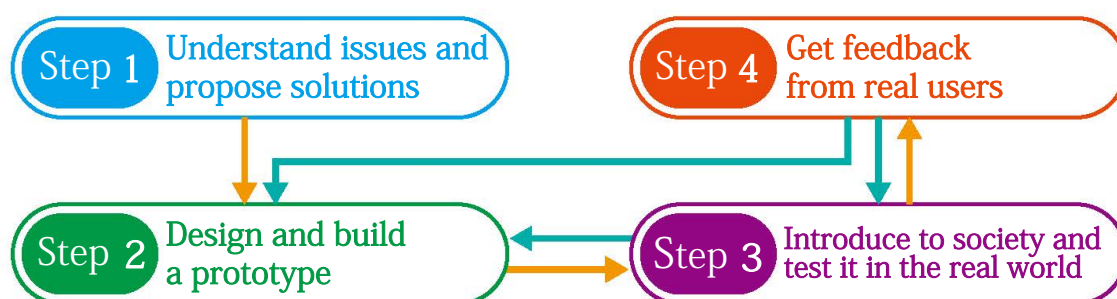 Step 1
Understand issues and
propose solutions
Step 4
Get feedback
from real users
Step 2
Design and build
a prototype
Step 3
Introduce to society and
test it in the real world